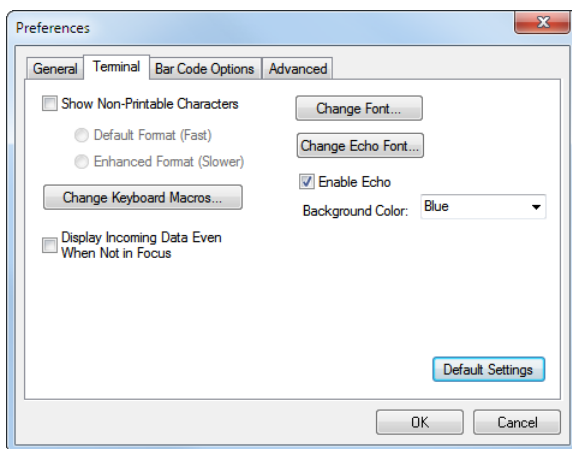 Preferences
General Terminal Bar Code Options Advanced
Show Non-Printable Characters
Default Format (Fast)
Enhanced Format (Slower)
Change Keyboard Macros...
Display Incoming Data Even
When Not in Focus
Change Font...
Change Echo Font...
Enable Echo
Background Color: Blue
Default Settings
OK Cancel